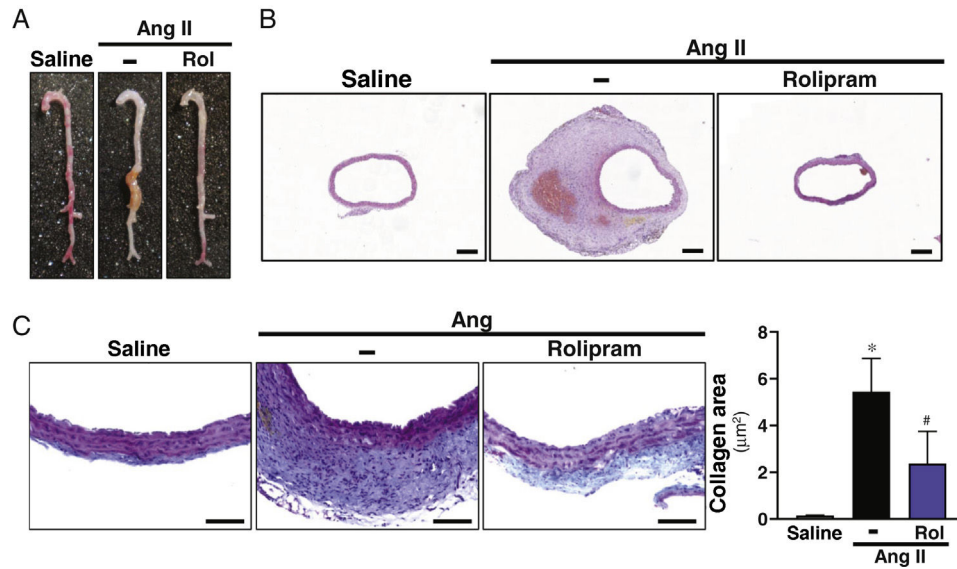 A
Ang II
Saline – Rol
B
Ang II
Saline – Rolipram
C
Ang
Saline – Rolipram
Collagen area
(μm²)
8
6
4
2
0
*
#
Saline – Rol
Ang II